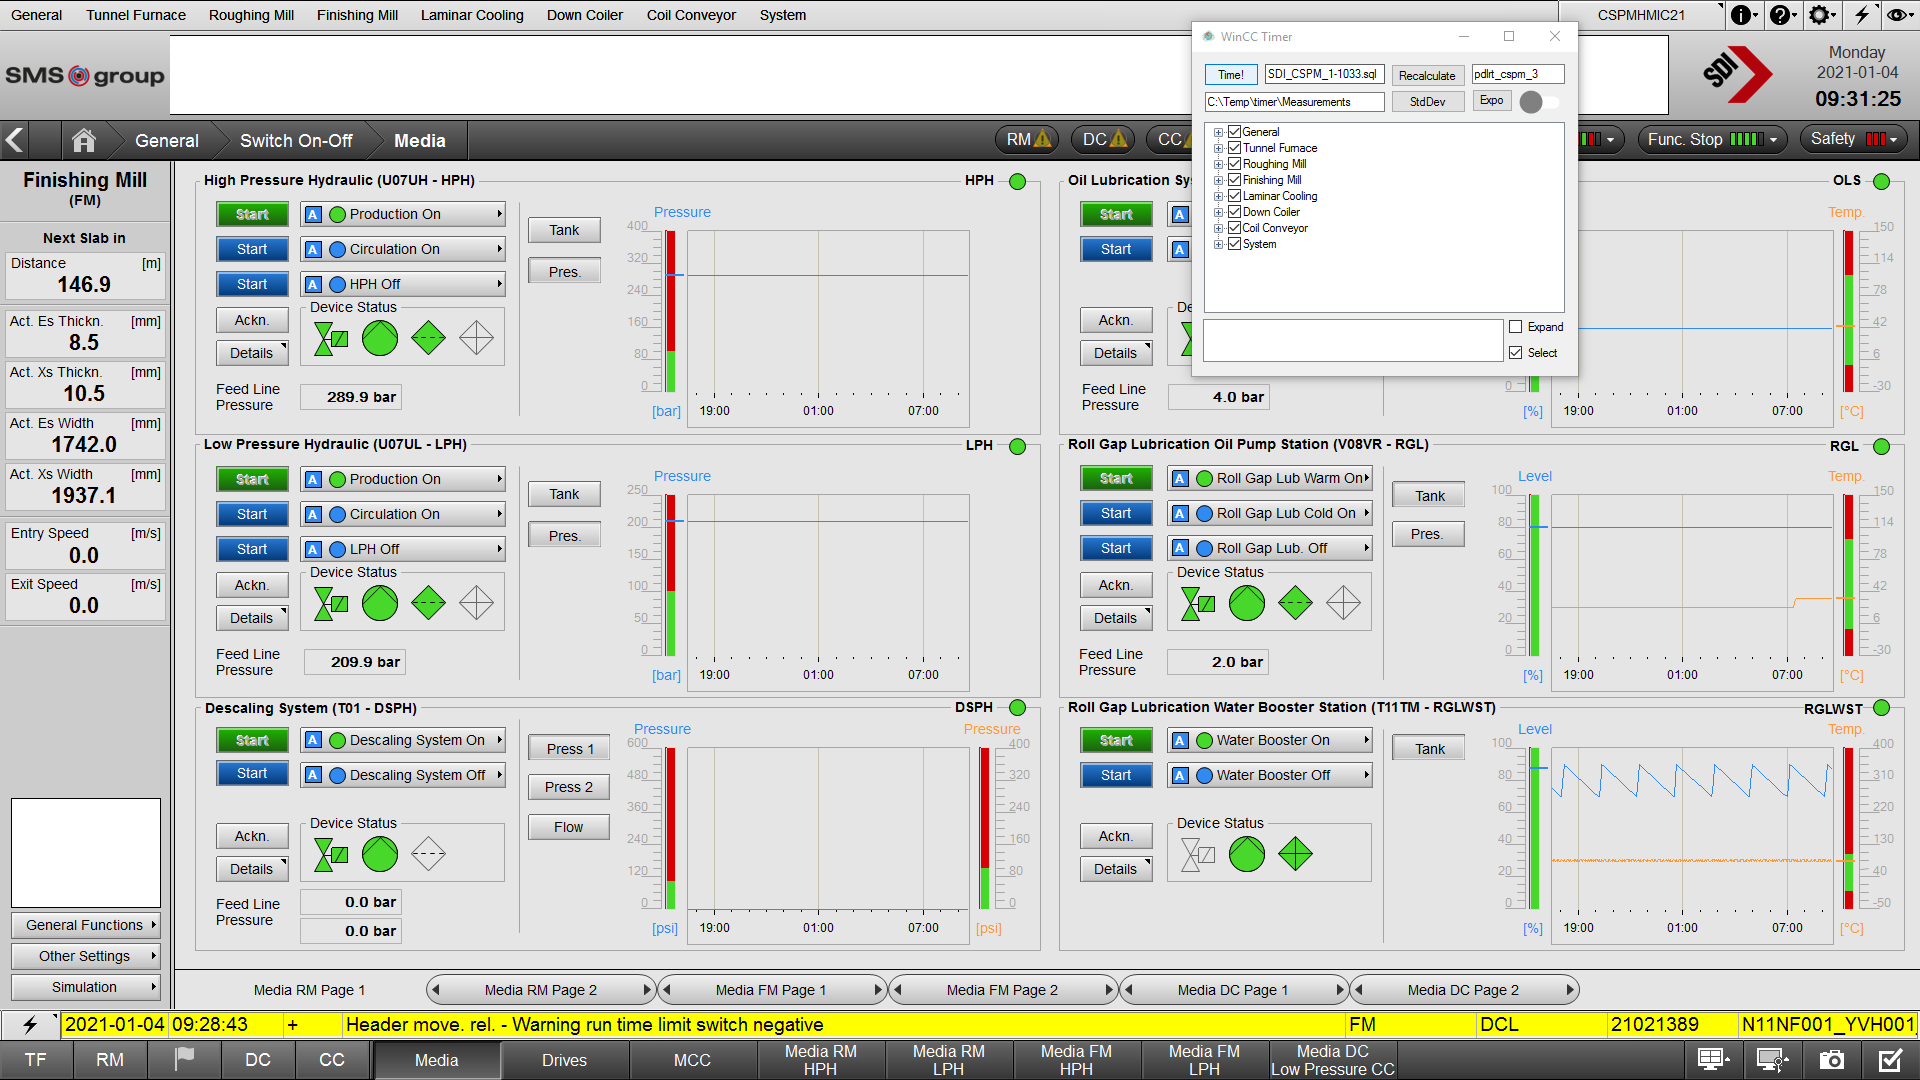 General Tunnel Furnace Roughing Mill Finishing Mill Laminar Cooling Down Coiler Coil Conveyor System CSPMHMIC21
SMS group
SDI
Monday
2021-01-04
09:31:25
WinCC Timer
Time! SDI_CSPM_1-1033.sql Recalculate pdlrt_cspm_3
C:\Temp\timer\Measurements StdDev Expo
General
Tunnel Furnace
Roughing Mill
Finishing Mill
Laminar Cooling
Down Coiler
Coil Conveyor
System
Expand
Select
General Switch On-Off Media RM DC CC Func. Stop Safety
Finishing Mill
(FM)
Next Slab in
Distance [m]
146.9
Act. Es Thickn. [mm]
8.5
Act. Xs Thickn. [mm]
10.5
Act. Es Width [mm]
1742.0
Act. Xs Width [mm]
1937.1
Entry Speed [m/s]
0.0
Exit Speed [m/s]
0.0
General Functions
Other Settings
Simulation
High Pressure Hydraulic (U07UH - HPH) HPH
Start A Production On
Start A Circulation On
Start A HPH Off
Ackn.
Details
Device Status
Feed Line
Pressure
289.9 bar
Tank
Pres.
Pressure
400
320
240
160
80
0
[bar] 19:00 01:00 07:00
Oil Lubrication Sy OLS
Start A
Start A
Ackn.
Details
De
Feed Line
Pressure
4.0 bar
Temp.
150
114
78
42
6
-30
0
[%] 19:00 01:00 07:00 [°C]
Low Pressure Hydraulic (U07UL - LPH) LPH
Start A Production On
Start A Circulation On
Start A LPH Off
Ackn.
Details
Device Status
Feed Line
Pressure
209.9 bar
Tank
Pres.
Pressure
250
200
150
100
50
0
[bar] 19:00 01:00 07:00
Roll Gap Lubrication Oil Pump Station (V08VR - RGL) RGL
Start A Roll Gap Lub Warm On
Start A Roll Gap Lub Cold On
Start A Roll Gap Lub. Off
Ackn.
Details
Device Status
Feed Line
Pressure
2.0 bar
Tank
Pres.
Level Temp.
100 150
80 114
60 78
40 42
20 6
0 -30
[%] 19:00 01:00 07:00 [°C]
Descaling System (T01 - DSPH) DSPH
Start A Descaling System On
Start A Descaling System Off
Ackn.
Details
Device Status
Feed Line
Pressure
0.0 bar
0.0 bar
Press 1
Press 2
Flow
Pressure Pressure
600 400
480 320
360 240
240 160
120 80
0 0
[psi] 19:00 01:00 07:00 [psi]
Roll Gap Lubrication Water Booster Station (T11TM - RGLWST) RGLWST
Start A Water Booster On
Start A Water Booster Off
Ackn.
Details
Device Status
Tank
Level Temp.
100 400
80 310
60 220
40 130
20 40
0 -50
[%] 19:00 01:00 07:00 [°C]
Media RM Page 1 Media RM Page 2 Media FM Page 1 Media FM Page 2 Media DC Page 1 Media DC Page 2
2021-01-04 09:28:43 + Header move. rel. - Warning run time limit switch negative FM DCL 21021389 N11NF001_YVH001
TF RM DC CC Media Drives MCC
Media RM
HPH
Media RM
LPH
Media FM
HPH
Media FM
LPH
Media DC
Low Pressure CC